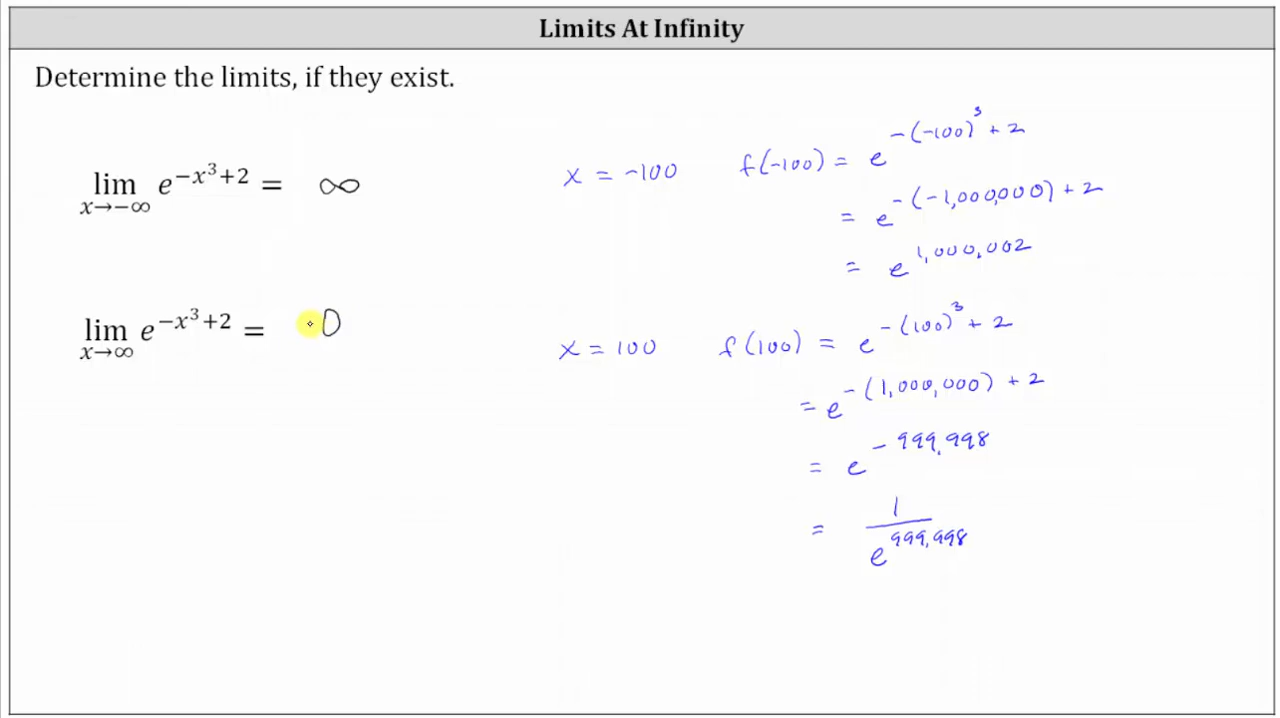 Limits At Infinity
Determine the limits, if they exist.
lim x→−∞ e^{−x³+2} = ∞
x = -100 f(-100) = e^{-(-100)³ + 2}
= e^{-(-1,000,000) + 2}
= e^{1,000,002}
lim x→∞ e^{−x³+2} = 0
x = 100 f(100) = e^{-(100)³ + 2}
= e^{-(1,000,000) + 2}
= e^{-999,998}
= 1/e^{999,998}